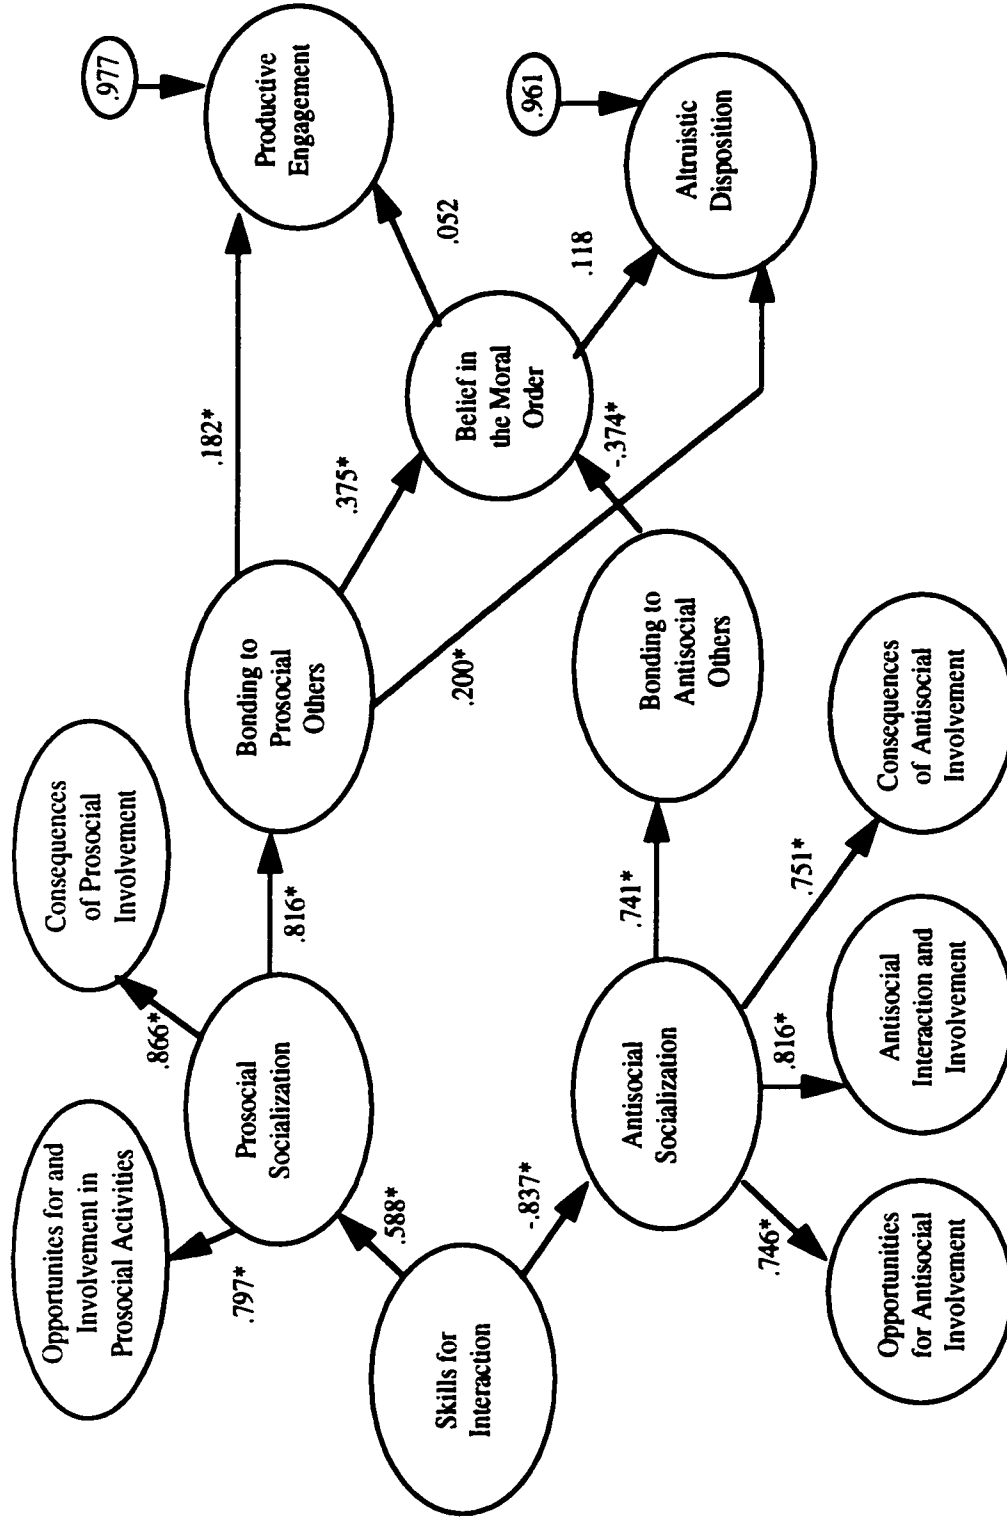 Opportunites for and
Involvement in
Prosocial Activities
Consequences
of Prosocial
Involvement
.977
Productive
Engagement
.797*
.866*
.182*
Prosocial
Socialization
.816*
Bonding to
Prosocial
Others
.375*
.052
Skills for
Interaction
.588*
-.837*
Belief in
the Moral
Order
.961
.200*
-.374*
.118
Altruistic
Disposition
Antisocial
Socialization
.741*
Bonding to
Antisocial
Others
.746*
.816*
.751*
Opportunities
for Antisocial
Involvement
Antisocial
Interaction and
Involvement
Consequences
of Antisocial
Involvement